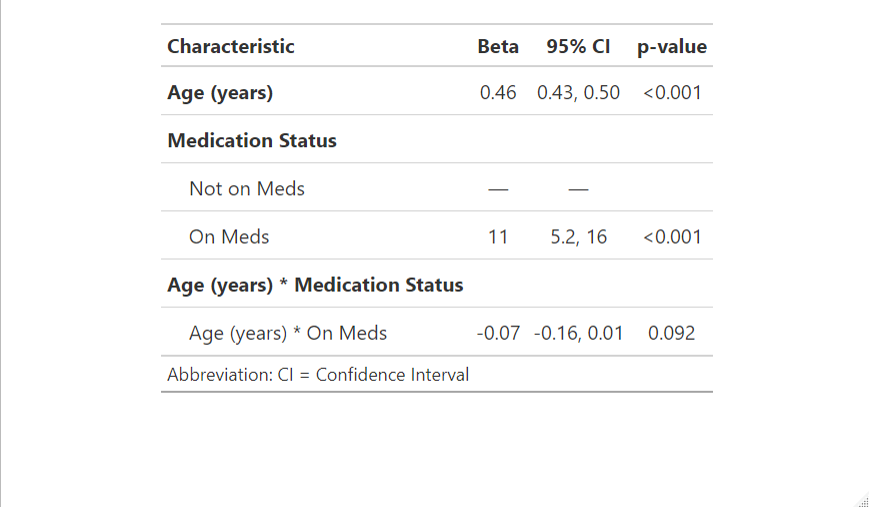 Characteristic Beta 95% CI p-value
Age (years) 0.46 0.43, 0.50 <0.001
Medication Status
Not on Meds — —
On Meds 11 5.2, 16 <0.001
Age (years) * Medication Status
Age (years) * On Meds -0.07 -0.16, 0.01 0.092
Abbreviation: CI = Confidence Interval